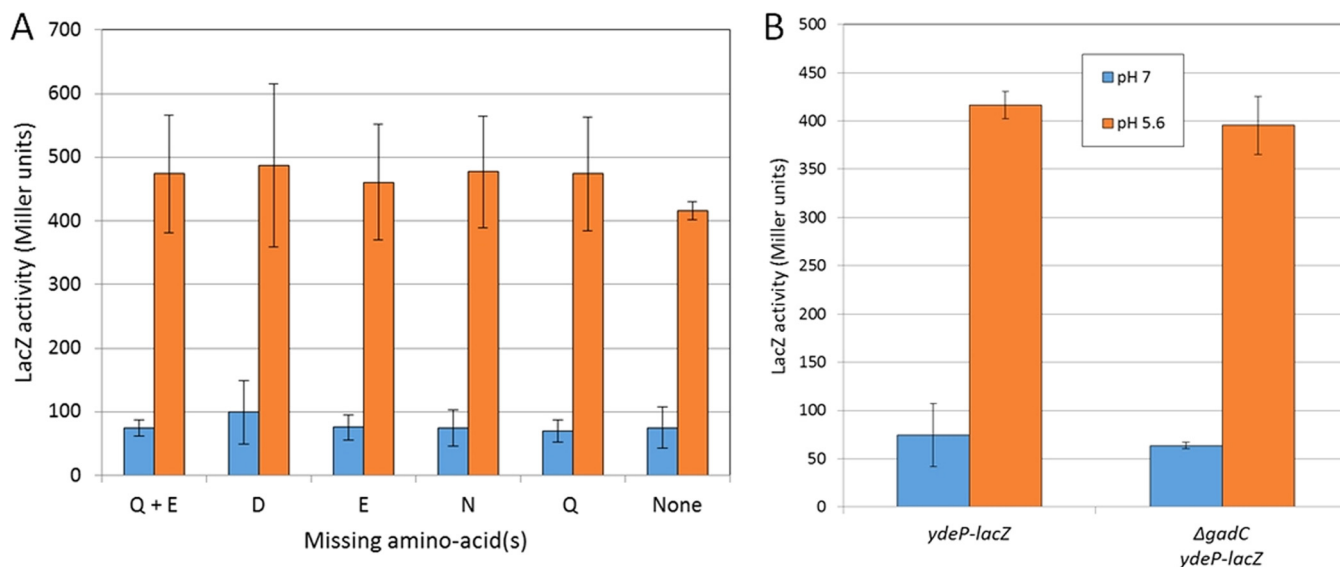 A
LacZ activity (Miller units)
700
600
500
400
300
200
100
0
Q + E D E N Q None
Missing amino-acid(s)
B
LacZ activity (Miller units)
500
450
400
350
300
250
200
150
100
50
0
pH 7
pH 5.6
ydeP-lacZ
ΔgadC
ydeP-lacZ